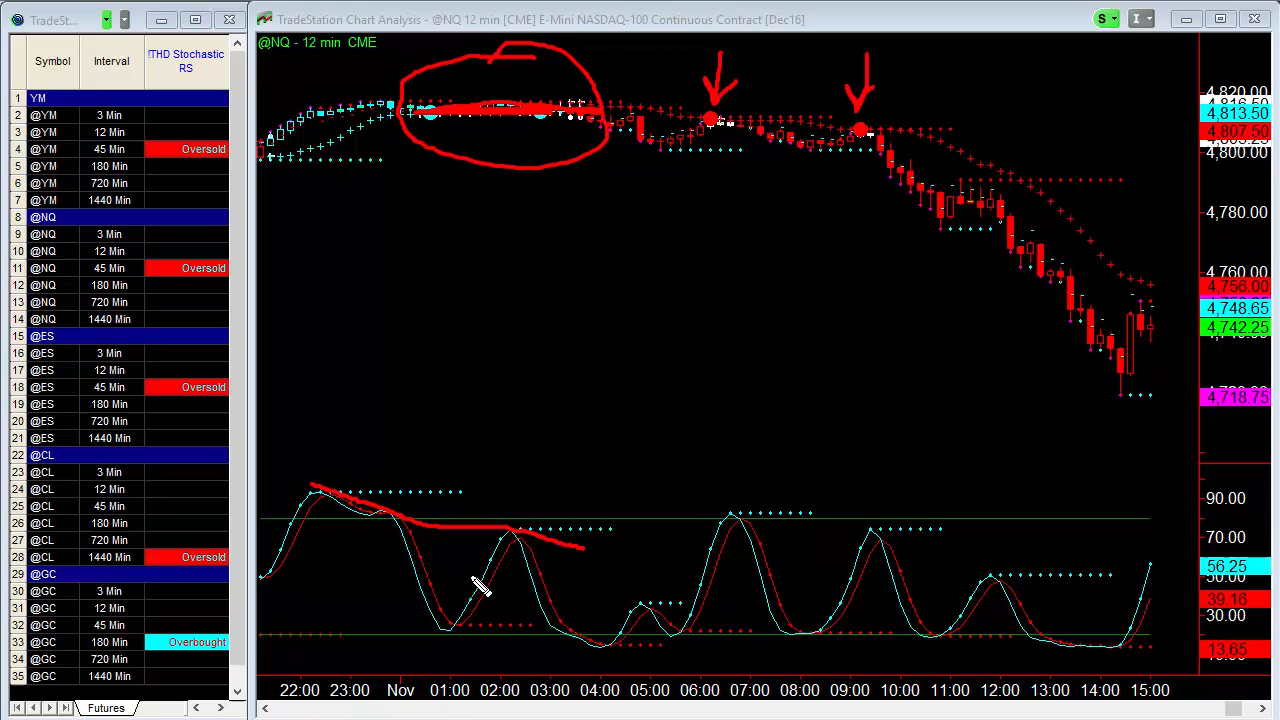 TradeSta...
TradeStation Chart Analysis - @NQ 12 min [CME] E-Mini NASDAQ-100 Continuous Contract [Dec16
S
I
@NQ - 12 min CME
Symbol Interval !THD Stochastic RS
1 YM
2 @YM 3 Min
3 @YM 12 Min
4 @YM 45 Min Oversold
5 @YM 180 Min
6 @YM 720 Min
7 @YM 1440 Min
8 @NQ
9 @NQ 3 Min
10 @NQ 12 Min
11 @NQ 45 Min Oversold
12 @NQ 180 Min
13 @NQ 720 Min
14 @NQ 1440 Min
15 @ES
16 @ES 3 Min
17 @ES 12 Min
18 @ES 45 Min Oversold
19 @ES 180 Min
20 @ES 720 Min
21 @ES 1440 Min
22 @CL
23 @CL 3 Min
24 @CL 12 Min
25 @CL 45 Min
26 @CL 180 Min
27 @CL 720 Min
28 @CL 1440 Min Oversold
29 @GC
30 @GC 3 Min
31 @GC 12 Min
32 @GC 45 Min
33 @GC 180 Min Overbought
34 @GC 720 Min
35 @GC 1440 Min
Futures
4,820.00
4,813.50
4,807.50
4,800.00
4,780.00
4,760.00
4,756.00
4,748.65
4,742.25
4,718.75
90.00
70.00
56.25
50.00
39.16
30.00
13.65
22:00 23:00 Nov 01:00 02:00 03:00 04:00 05:00 06:00 07:00 08:00 09:00 10:00 11:00 12:00 13:00 14:00 15:00